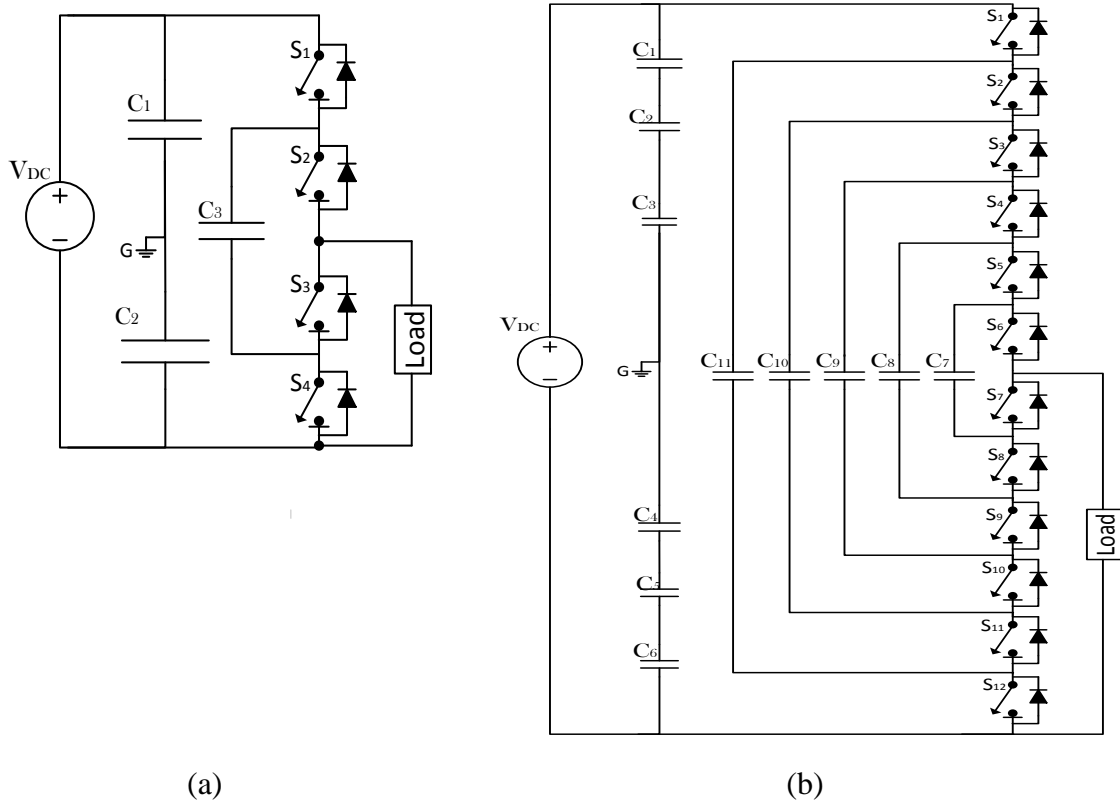 S1
C1
S2
VDC
+
−
C3
G
S3
C2
Load
S4
(a)
S1
C1
S2
C2
S3
C3
S4
S5
S6
VDC
+
−
G
C11
C10
C9
C8
C7
S7
S8
C4
S9
Load
C5
S10
S11
C6
S12
(b)